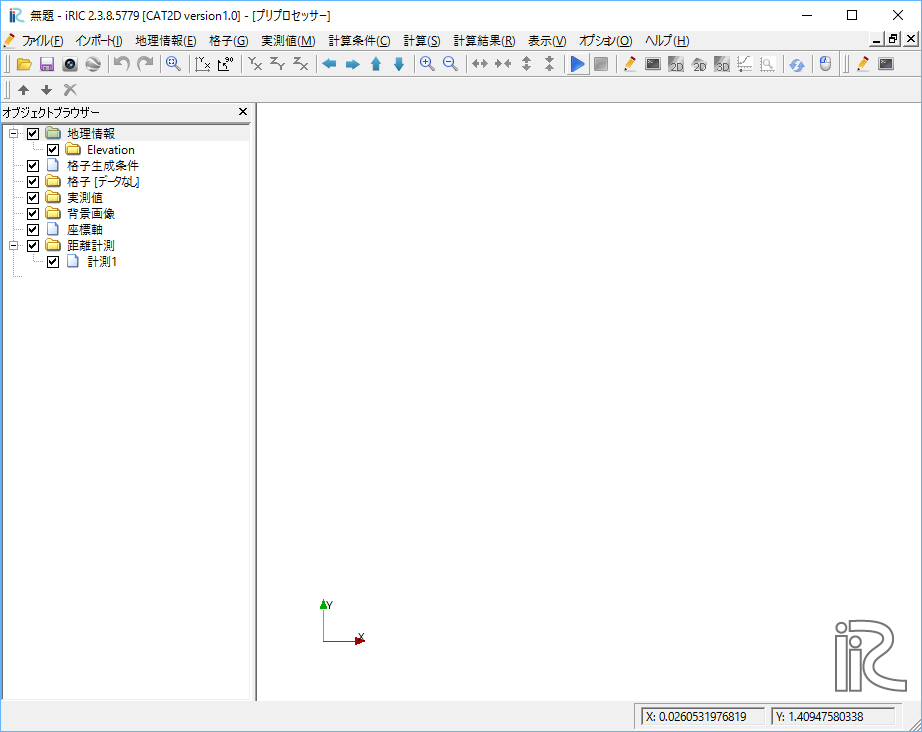 無題 - iRIC 2.3.8.5779 [CAT2D version1.0] - [プリプロセッサー]
ファイル(F) インポート(I) 地理情報(E) 格子(G) 実測値(M) 計算条件(C) 計算(S) 計算結果(R) 表示(V) オプション(O) ヘルプ(H)
オブジェクトブラウザー
地理情報
Elevation
格子生成条件
格子 [データなし]
実測値
背景画像
座標軸
距離計測
計測1
Y
X
iRIC
X: 0.0260531976819 Y: 1.40947580338